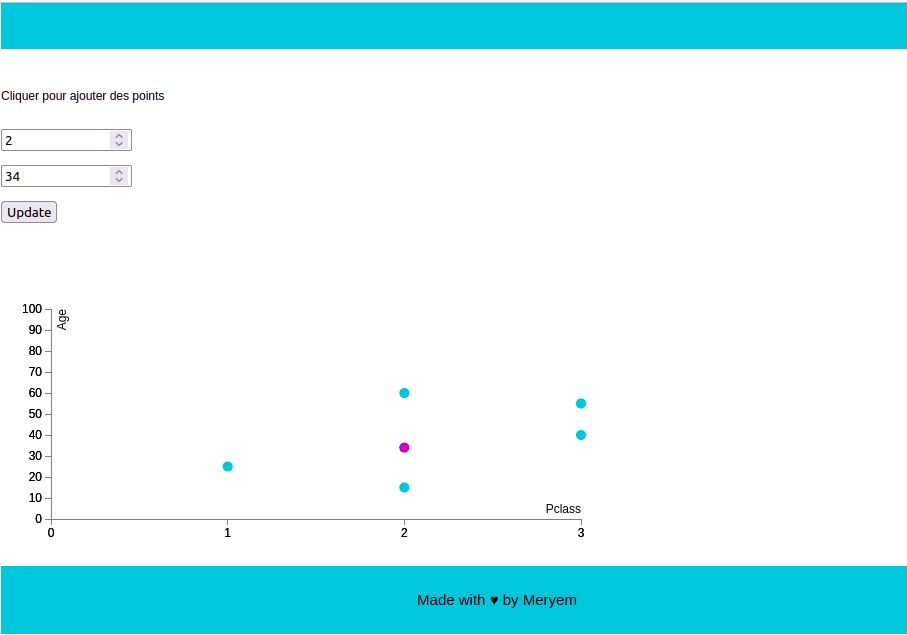 Cliquer pour ajouter des points
2
34
Update
100
Age
90
80
70
60
50
40
30
20
10
Pclass
0
0 1 2 3
Made with ♥ by Meryem